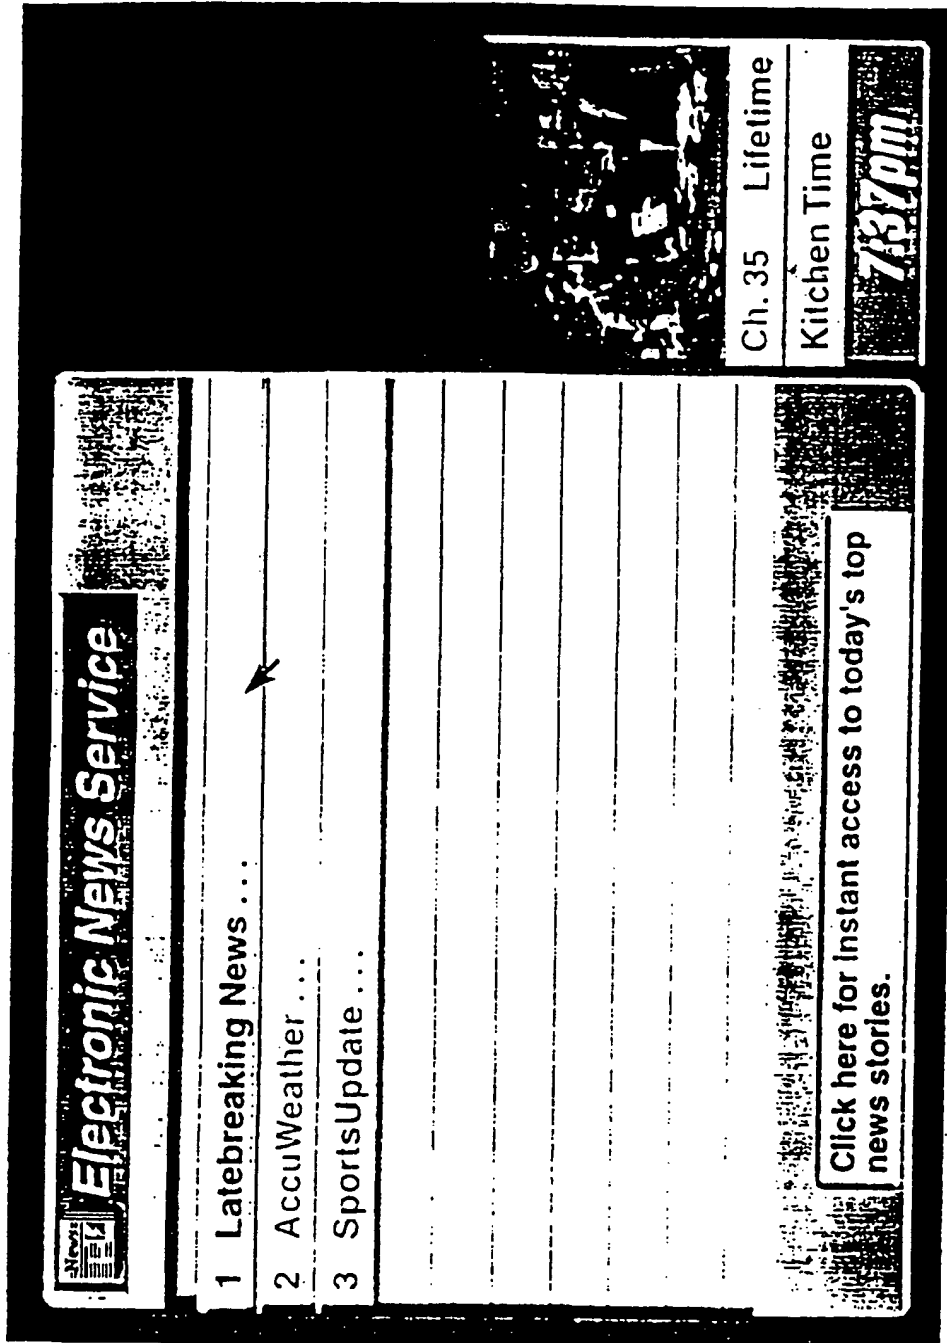 News
Electronic News Service
1 Latebreaking News...
2 AccuWeather...
3 SportsUpdate...
Click here for instant access to today's top
news stories.
Ch. 35 Lifetime
Kitchen Time
7:37pm